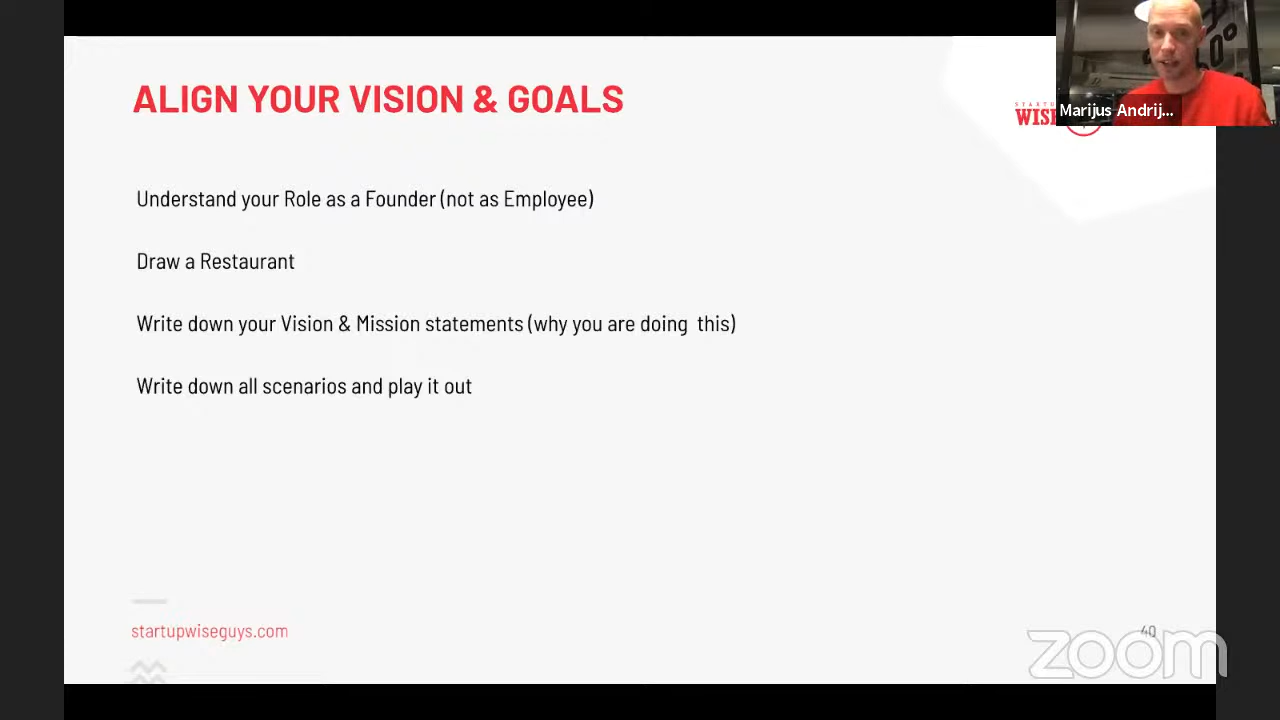 ALIGN YOUR VISION & GOALS
Marijus Andrij...
Understand your Role as a Founder (not as Employee)
Draw a Restaurant
Write down your Vision & Mission statements (why you are doing this)
Write down all scenarios and play it out
startupwiseguys.com
40
zoom